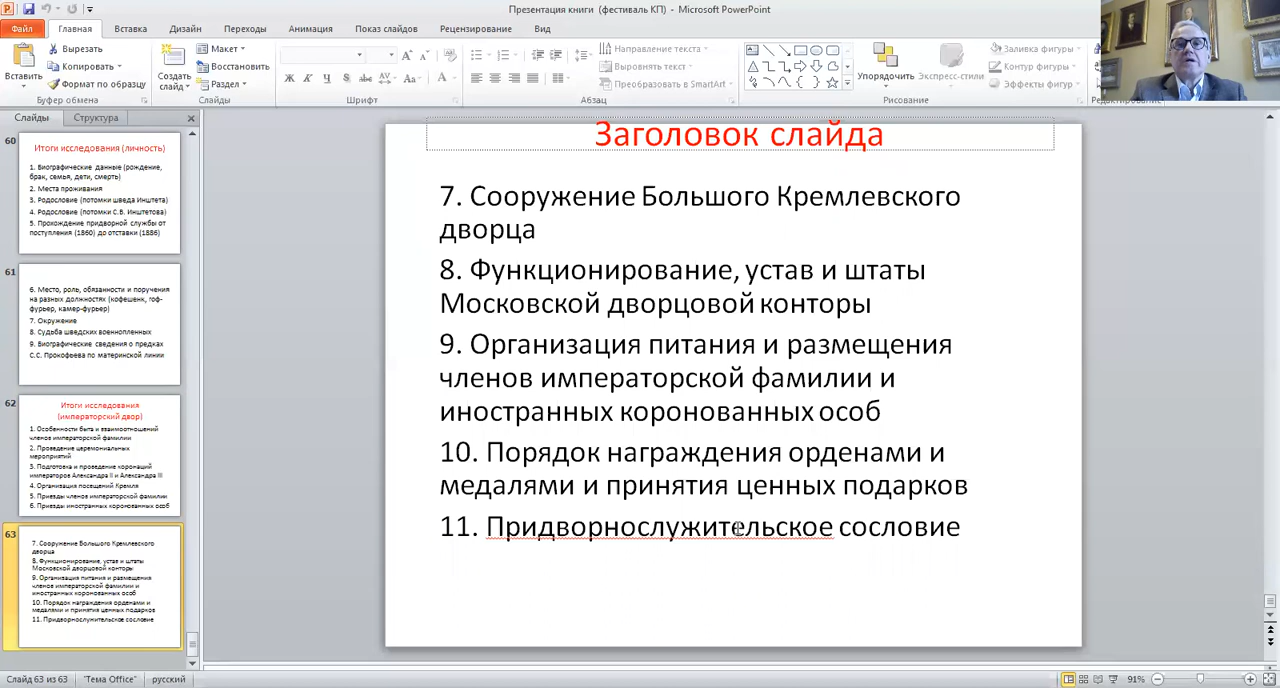 Презентация книги (фестиваль КП) - Microsoft PowerPoint
Файл Главная Вставка Дизайн Переходы Анимация Показ слайдов Рецензирование Вид
Вставить
Вырезать
Копировать
Формат по образцу
Буфер обмена
Создать слайд
Макет
Восстановить
Раздел
Слайды
Ж К Ч S abc AV Aa A
Шрифт
Направление текста
Выровнять текст
Преобразовать в SmartArt
Абзац
Упорядочить
Экспресс-стили
Заливка фигуры
Контур фигуры
Эффекты фигур
Рисование
Слайды Структура
60
Итоги исследования (личность)
1. Биографические данные (рождение,
брак, семья, дети, смерть)
2. Места проживания
3. Родословие (потомки шведа Инштета)
4. Родословие (потомки С.В. Инштетова)
5. Прохождение придворной службы от
поступления (1860) до отставки (1886)
61
6. Место, роль, обязанности и поручения
на разных должностях (кофешенк, гоф-
фурьер, камер-фурьер)
7. Окружение
8. Судьба шведских военнопленных
9. Биографические сведения о предках
С.С. Прокофьева по материнской линии
62
Итоги исследования
(императорский двор)
1. Особенности быта и взаимоотношений
членов императорской фамилии
2. Проведение церемониальных
мероприятий
3. Подготовка и проведение коронаций
императоров Александра II и Александра III
4. Организация посещений Кремля
5. Приезды членов императорской фамилии
6. Приезды иностранных коронованных особ
63
7. Сооружение Большого Кремлевского
дворца
8. Функционирование, устав и штаты
Московской дворцовой конторы
9. Организация питания и размещения
членов императорской фамилии и
иностранных коронованных особ
10. Порядок награждения орденами и
медалями и принятия ценных подарков
11. Придворнослужительское сословие
Заголовок слайда
7. Сооружение Большого Кремлевского
дворца
8. Функционирование, устав и штаты
Московской дворцовой конторы
9. Организация питания и размещения
членов императорской фамилии и
иностранных коронованных особ
10. Порядок награждения орденами и
медалями и принятия ценных подарков
11. Придворнослужительское сословие
Слайд 63 из 63 "Тема Office" русский 91%